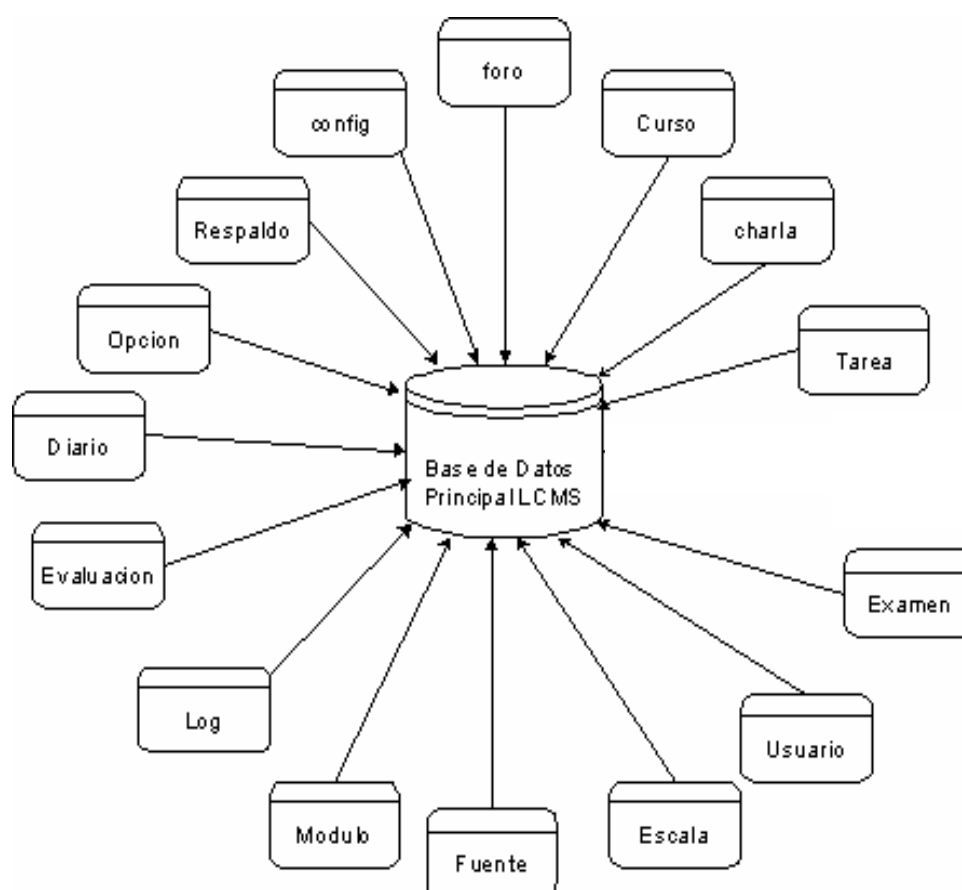 foro
config
Curso
Respaldo
charla
Opcion
Tarea
Diario
Base de Datos
Principal LCMS
Evaluacion
Examen
Log
Usuario
Modulo
Escala
Fuente